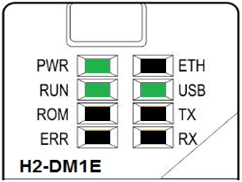 PWR ETH
RUN USB
ROM TX
ERR RX
H2-DM1E